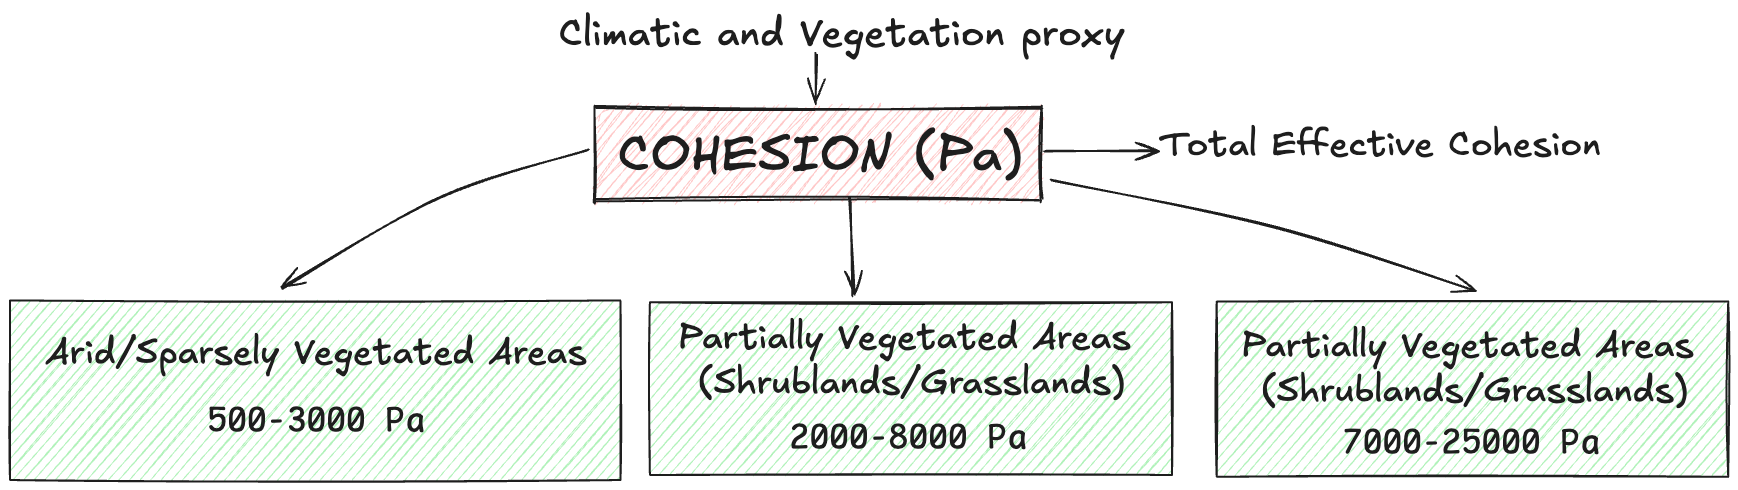 Climatic and Vegetation proxy
COHESION (Pa)
Total Effective Cohesion
Arid/Sparsely Vegetated Areas
500-3000 Pa
Partially Vegetated Areas
(Shrublands/Grasslands)
2000-8000 Pa
Partially Vegetated Areas
(Shrublands/Grasslands)
7000-25000 Pa